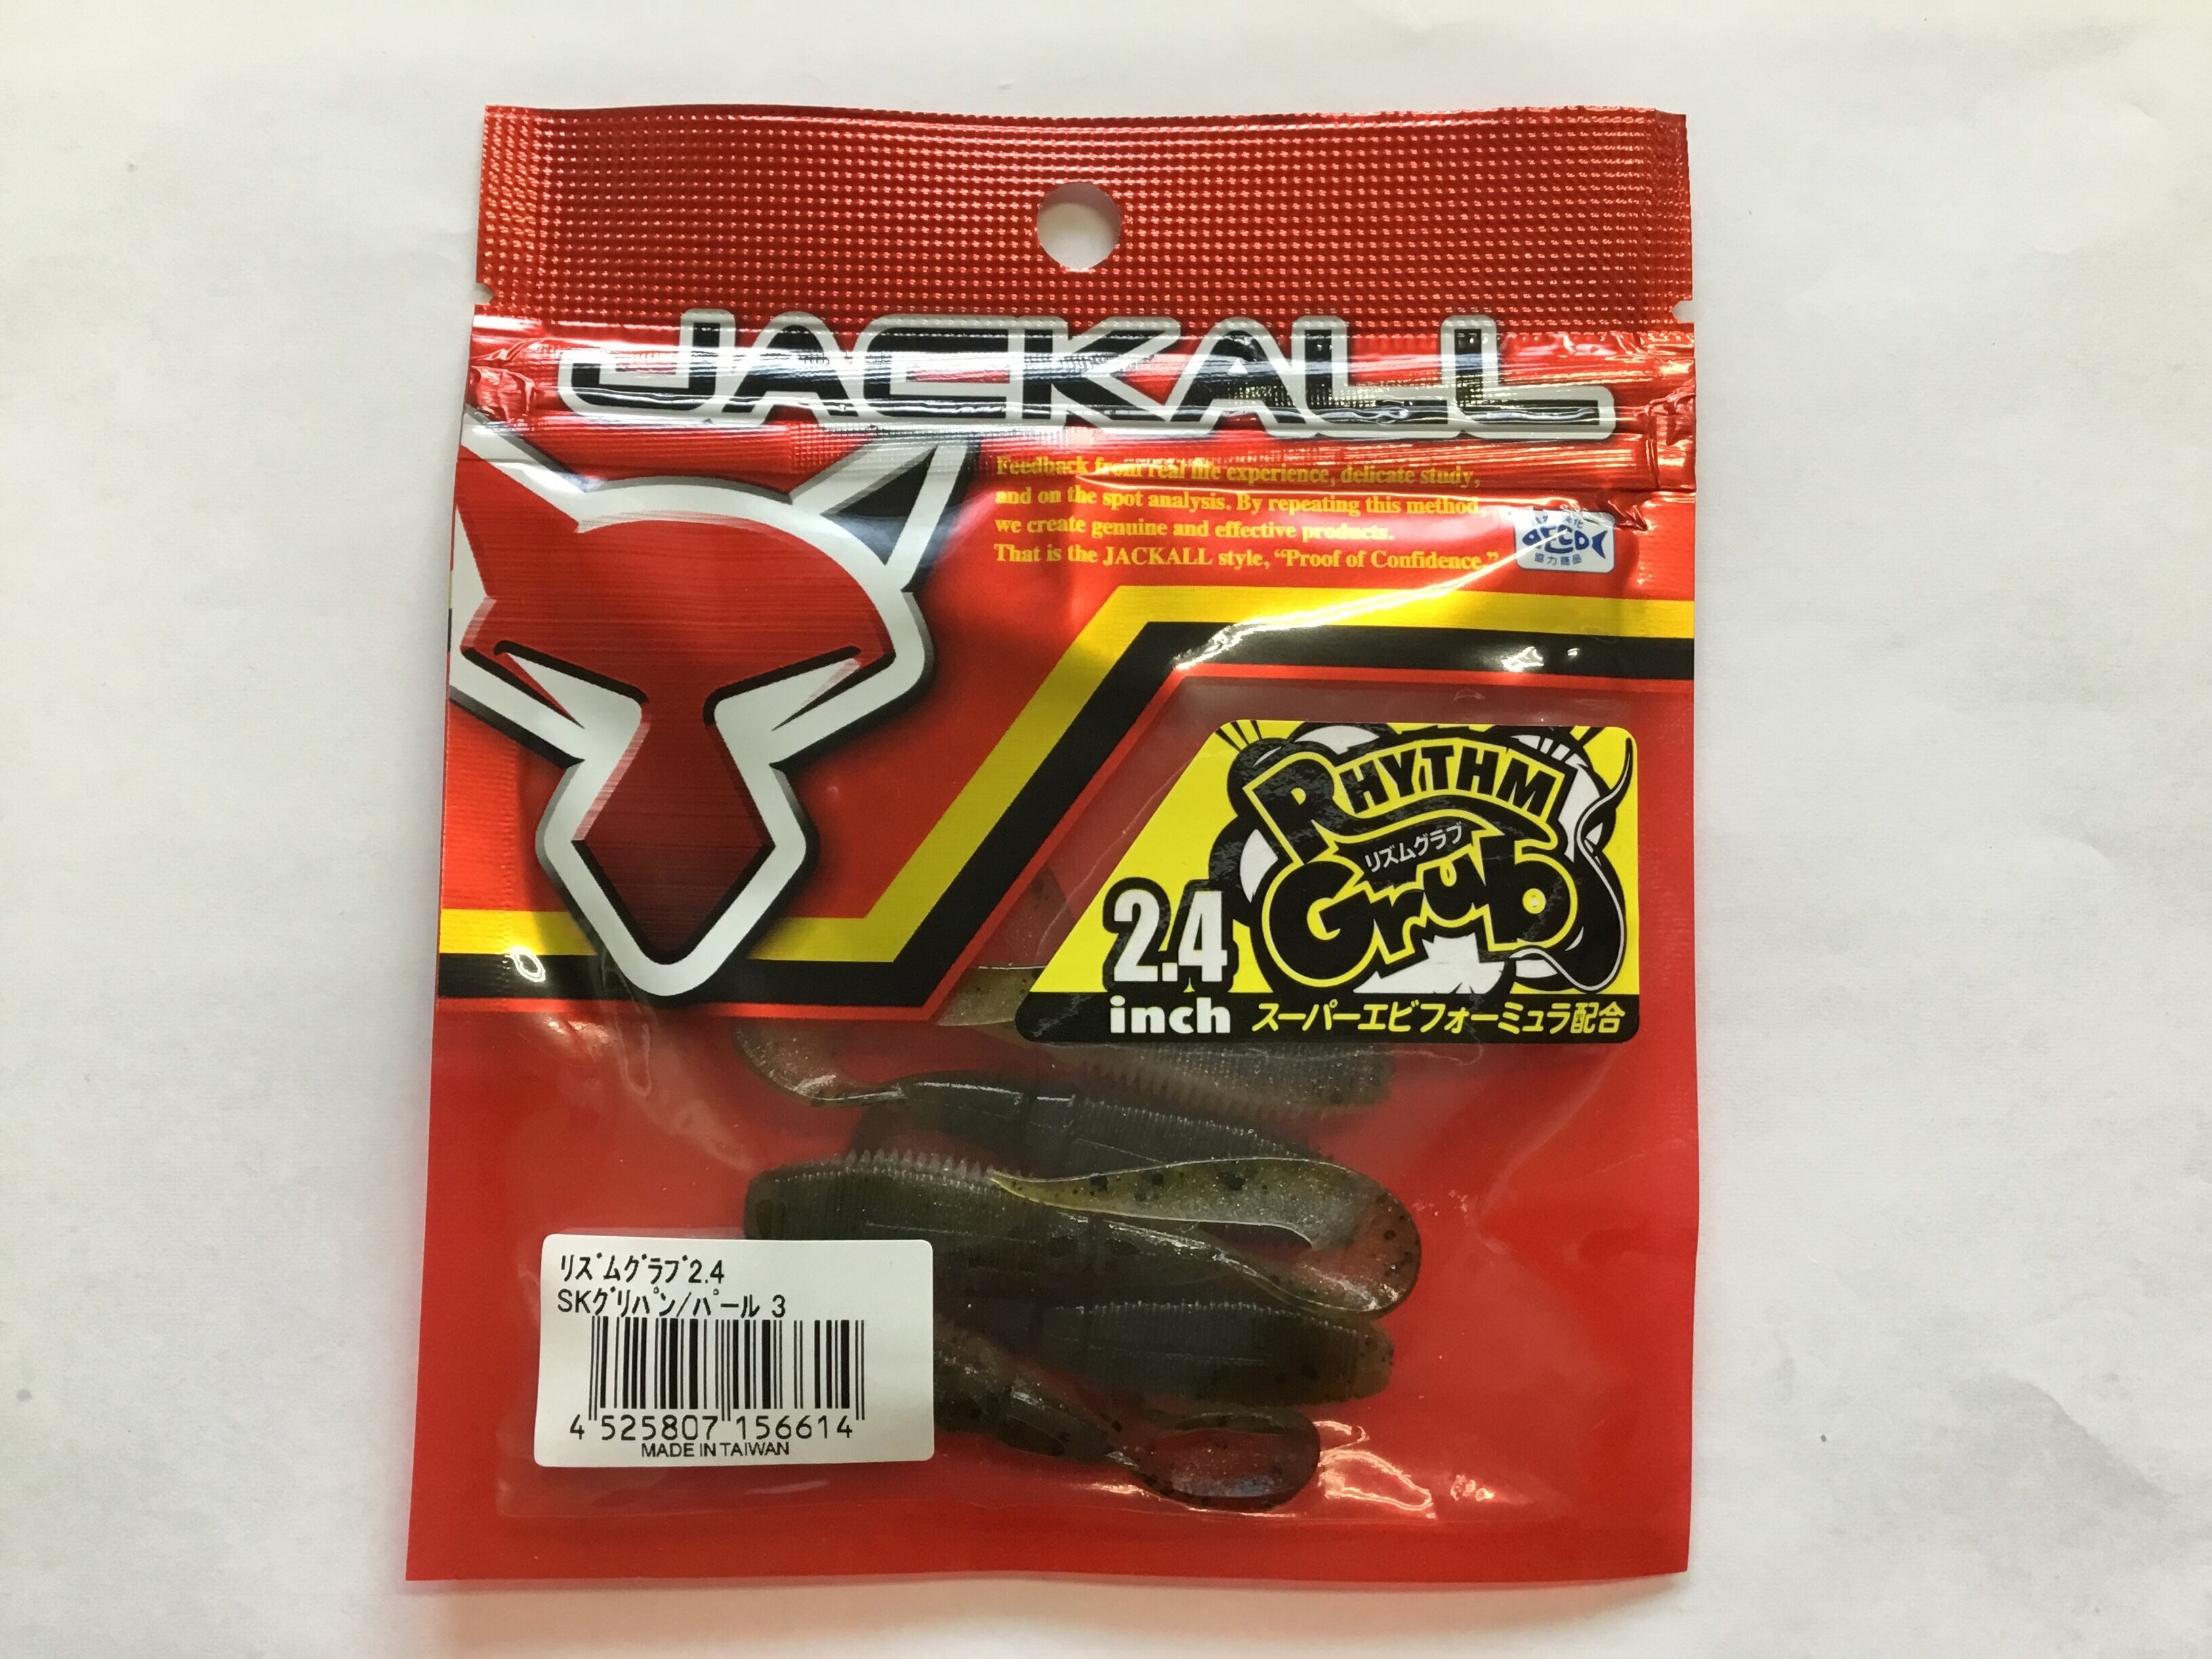 JACKALL
Feedback from real life experience, delicate study,
and on the spot analysis. By repeating this method,
we create genuine and effective products.
That is the JACKALL style, “Proof of Confidence.”
協力商品
RHYTHM
リズムグラブ
Grub
2.4
inch
スーパーエビフォーミュラ配合
ﾘｽﾞﾑｸﾞﾗﾌﾞ2.4
SKｸﾞﾘﾊﾟﾝ/ﾊﾟｰﾙ 3
4 525807 156614
MADE IN TAIWAN